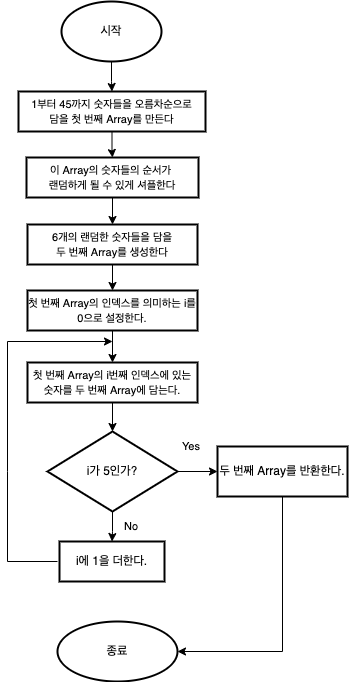 시작
1부터 45까지 숫자들을 오름차순으로
담을 첫 번째 Array를 만든다
이 Array의 숫자들의 순서가
랜덤하게 될 수 있게 셔플한다
6개의 랜덤한 숫자들을 담을
두 번째 Array를 생성한다
첫 번째 Array의 인덱스를 의미하는 i를
0으로 설정한다.
첫 번째 Array의 i번째 인덱스에 있는
숫자를 두 번째 Array에 담는다.
i가 5인가?
Yes
두 번째 Array를 반환한다.
No
i에 1을 더한다.
종료